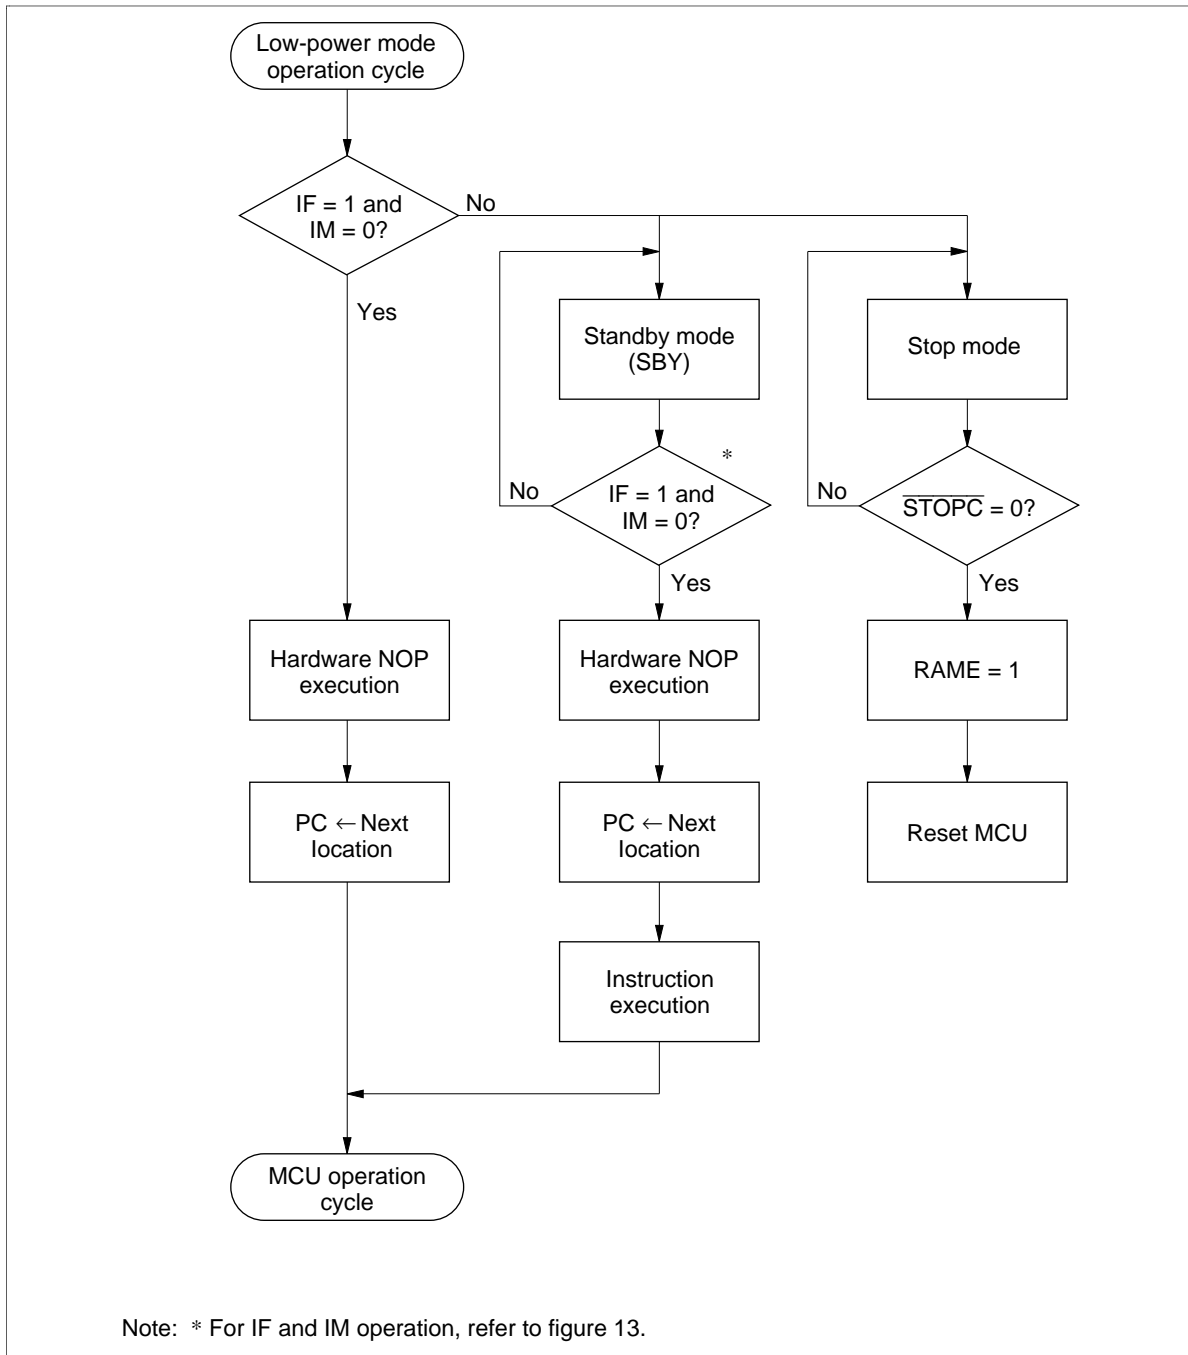 Low-power mode
operation cycle
IF = 1 and
IM = 0?
No
Yes
Standby mode
(SBY)
Stop mode
*
No
IF = 1 and
IM = 0?
Yes
No
S̅T̅O̅P̅C̅ = 0?
Yes
Hardware NOP
execution
Hardware NOP
execution
RAME = 1
PC ← Next
location
PC ← Next
location
Reset MCU
Instruction
execution
MCU operation
cycle
Note: * For IF and IM operation, refer to figure 13.